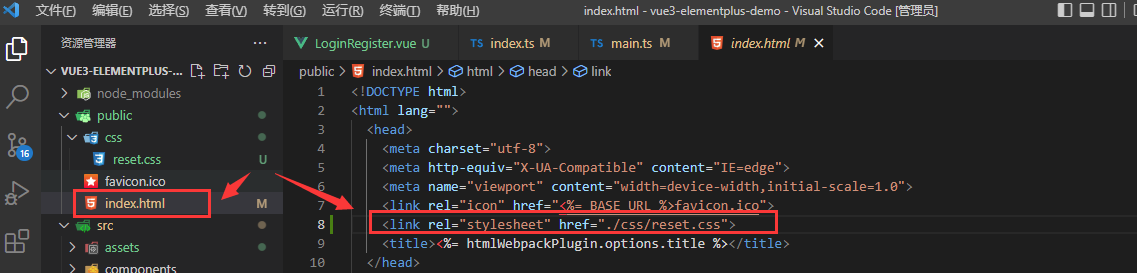 文件(F) 编辑(E) 选择(S) 查看(V) 转到(G) 运行(R) 终端(T) 帮助(H) index.html - vue3-elementplus-demo - Visual Studio Code [管理员]
资源管理器 ...
LoginRegister.vue U TS index.ts M TS main.ts M index.html M
VUE3-ELEMENTPLUS-...
public > index.html > html > head > link
node_modules
public
css
reset.css U
favicon.ico
index.html M
src
assets
components
16
1 <!DOCTYPE html>
2 <html lang="">
3 <head>
4 <meta charset="utf-8">
5 <meta http-equiv="X-UA-Compatible" content="IE=edge">
6 <meta name="viewport" content="width=device-width,initial-scale=1.0">
7 <link rel="icon" href="<%= BASE_URL %>favicon.ico">
8 <link rel="stylesheet" href="./css/reset.css">
9 <title><%= htmlWebpackPlugin.options.title %></title>
10 </head>